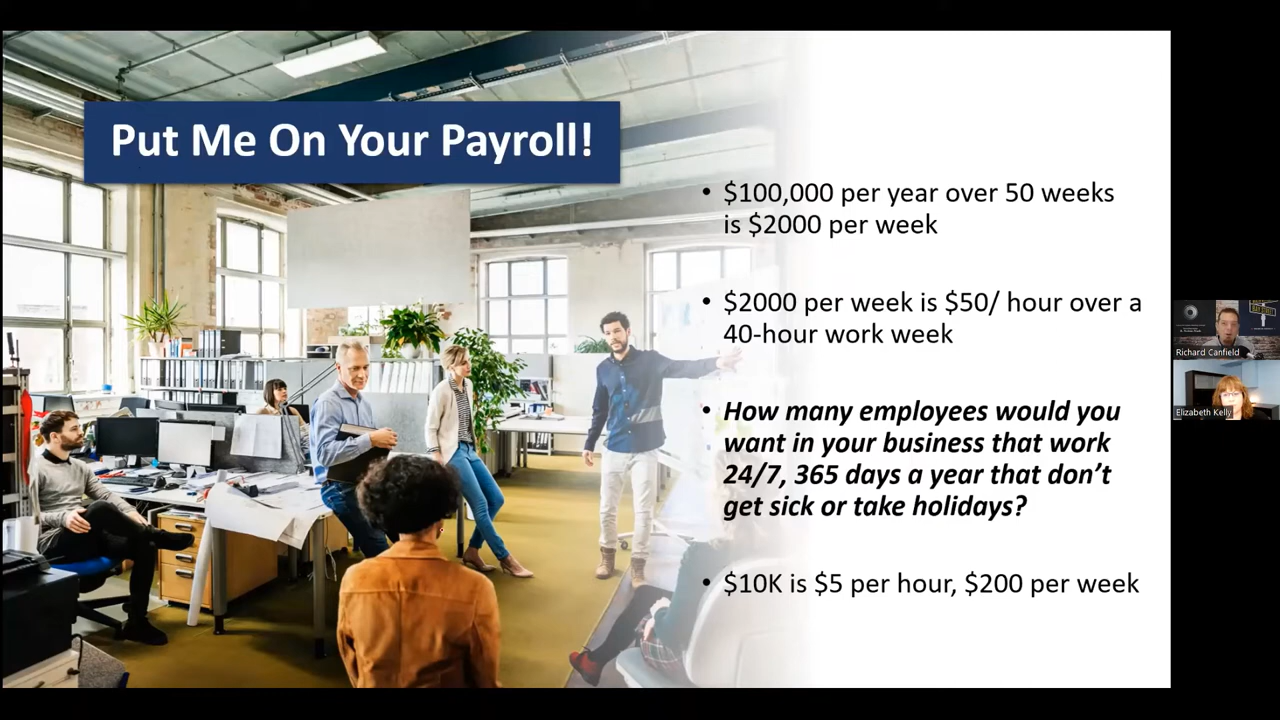 Put Me On Your Payroll!
• $100,000 per year over 50 weeks
is $2000 per week
• $2000 per week is $50/ hour over a
40-hour work week
• How many employees would you
want in your business that work
24/7, 365 days a year that don’t
get sick or take holidays?
• $10K is $5 per hour, $200 per week
Richard Canfield
Elizabeth Kelly